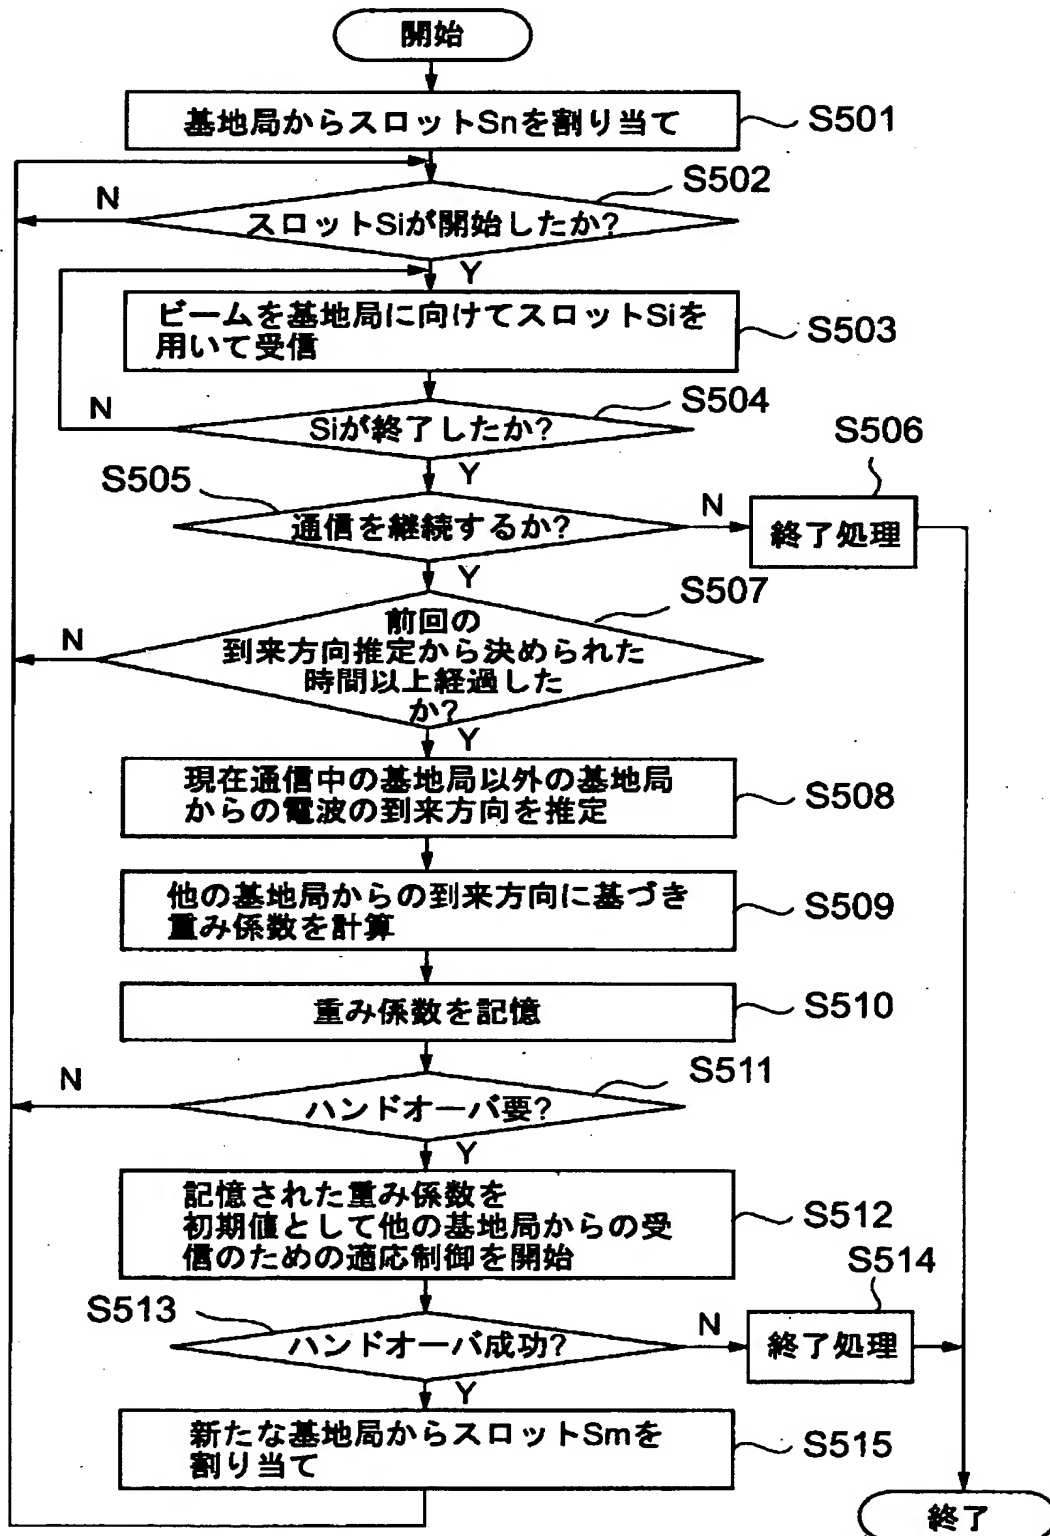 開始
基地局からスロットSnを割り当て
S501
S502
N
スロットSiが開始したか?
Y
ビームを基地局に向けてスロットSiを
用いて受信
S503
S504
N
Siが終了したか?
Y
S505
S506
通信を継続するか?
N
終了処理
Y
S507
前回の
到来方向推定から決められた
時間以上経過した
か?
N
Y
現在通信中の基地局以外の基地局
からの電波の到来方向を推定
S508
他の基地局からの到来方向に基づき
重み係数を計算
S509
重み係数を記憶
S510
S511
N
ハンドオーバ要?
Y
記憶された重み係数を
初期値として他の基地局からの受
信のための適応制御を開始
S512
S513
S514
ハンドオーバ成功?
N
終了処理
Y
新たな基地局からスロットSmを
割り当て
S515
終了